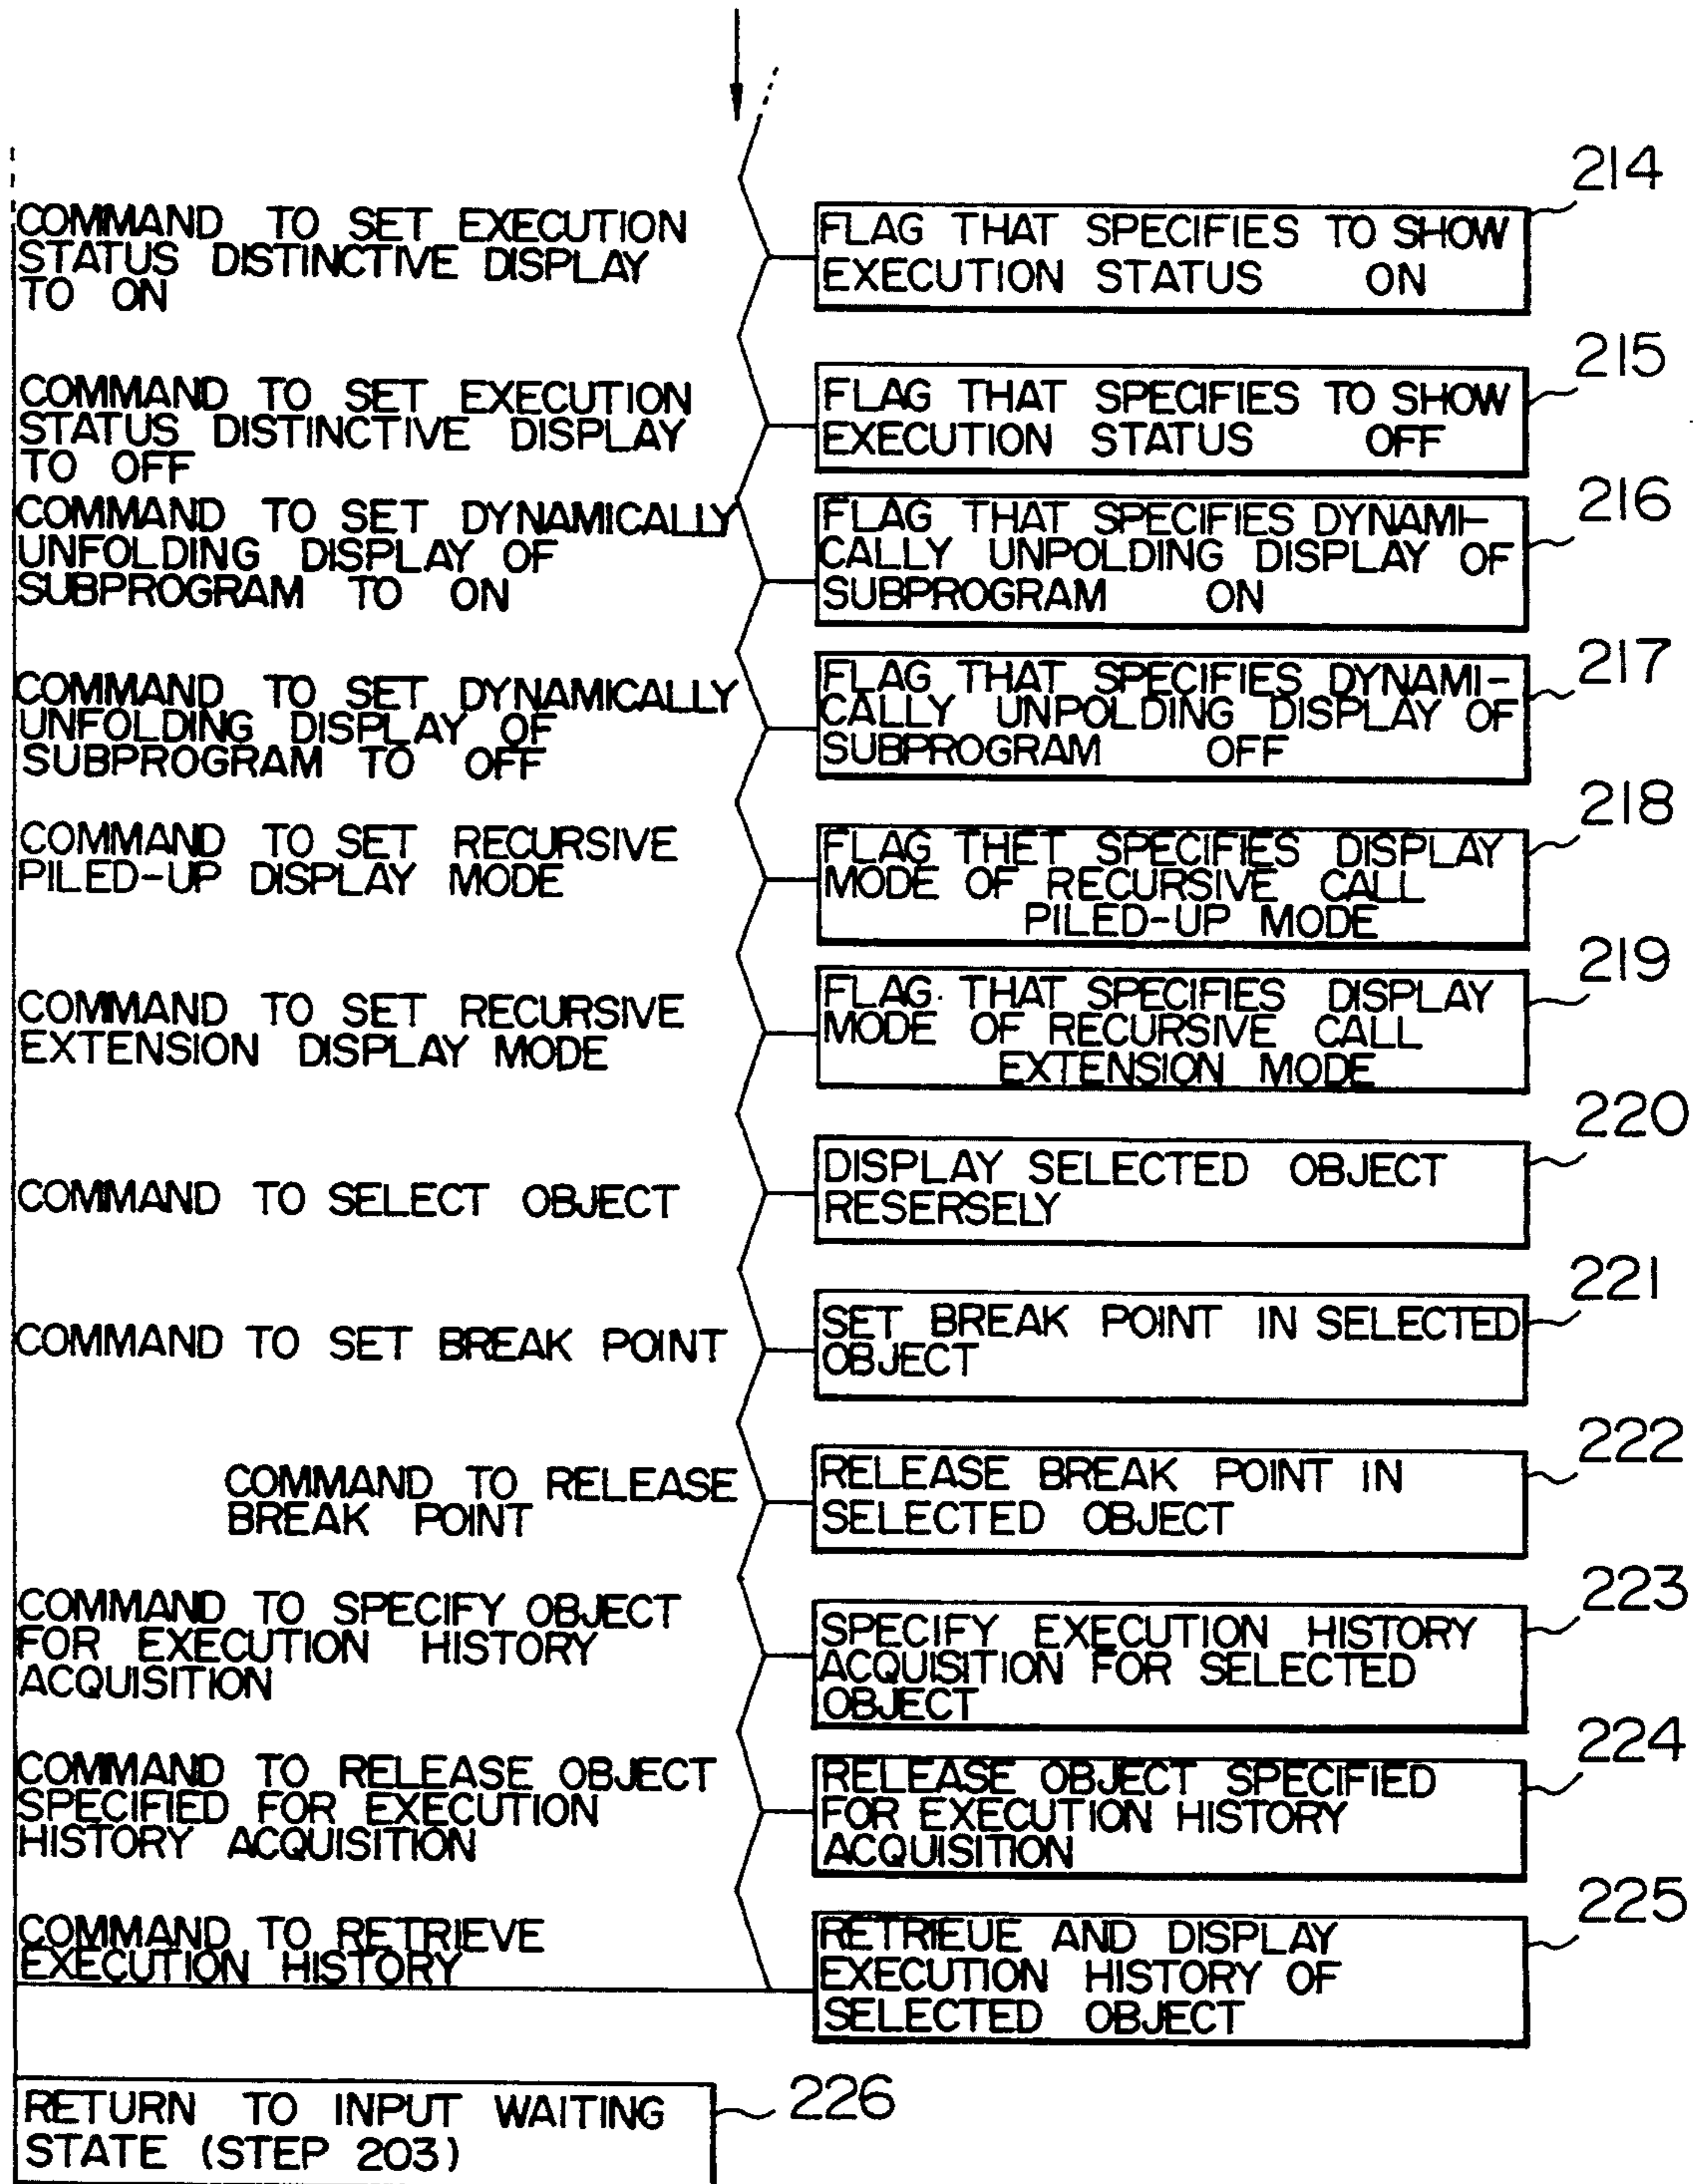 214
COMMAND TO SET EXECUTION
STATUS DISTINCTIVE DISPLAY
TO ON
FLAG THAT SPECIFIES TO SHOW
EXECUTION STATUS ON
215
COMMAND TO SET EXECUTION
STATUS DISTINCTIVE DISPLAY
TO OFF
FLAG THAT SPECIFIES TO SHOW
EXECUTION STATUS OFF
216
COMMAND TO SET DYNAMICALLY
UNFOLDING DISPLAY OF
SUBPROGRAM TO ON
FLAG THAT SPECIFIES DYNAMI-
CALLY UNPOLDING DISPLAY OF
SUBPROGRAM ON
217
COMMAND TO SET DYNAMICALLY
UNFOLDING DISPLAY OF
SUBPROGRAM TO OFF
FLAG THAT SPECIFIES DYNAMI-
CALLY UNPOLDING DISPLAY OF
SUBPROGRAM OFF
218
COMMAND TO SET RECURSIVE
PILED-UP DISPLAY MODE
FLAG THET SPECIFIES DISPLAY
MODE OF RECURSIVE CALL
PILED-UP MODE
219
COMMAND TO SET RECURSIVE
EXTENSION DISPLAY MODE
FLAG THAT SPECIFIES DISPLAY
MODE OF RECURSIVE CALL
EXTENSION MODE
220
COMMAND TO SELECT OBJECT
DISPLAY SELECTED OBJECT
RESERSELY
221
COMMAND TO SET BREAK POINT
SET BREAK POINT IN SELECTED
OBJECT
222
COMMAND TO RELEASE
BREAK POINT
RELEASE BREAK POINT IN
SELECTED OBJECT
223
COMMAND TO SPECIFY OBJECT
FOR EXECUTION HISTORY
ACQUISITION
SPECIFY EXECUTION HISTORY
ACQUISITION FOR SELECTED
OBJECT
224
COMMAND TO RELEASE OBJECT
SPECIFIED FOR EXECUTION
HISTORY ACQUISITION
RELEASE OBJECT SPECIFIED
FOR EXECUTION HISTORY
ACQUISITION
225
COMMAND TO RETRIEVE
EXECUTION HISTORY
RETRIEUE AND DISPLAY
EXECUTION HISTORY OF
SELECTED OBJECT
226
RETURN TO INPUT WAITING
STATE (STEP 203)